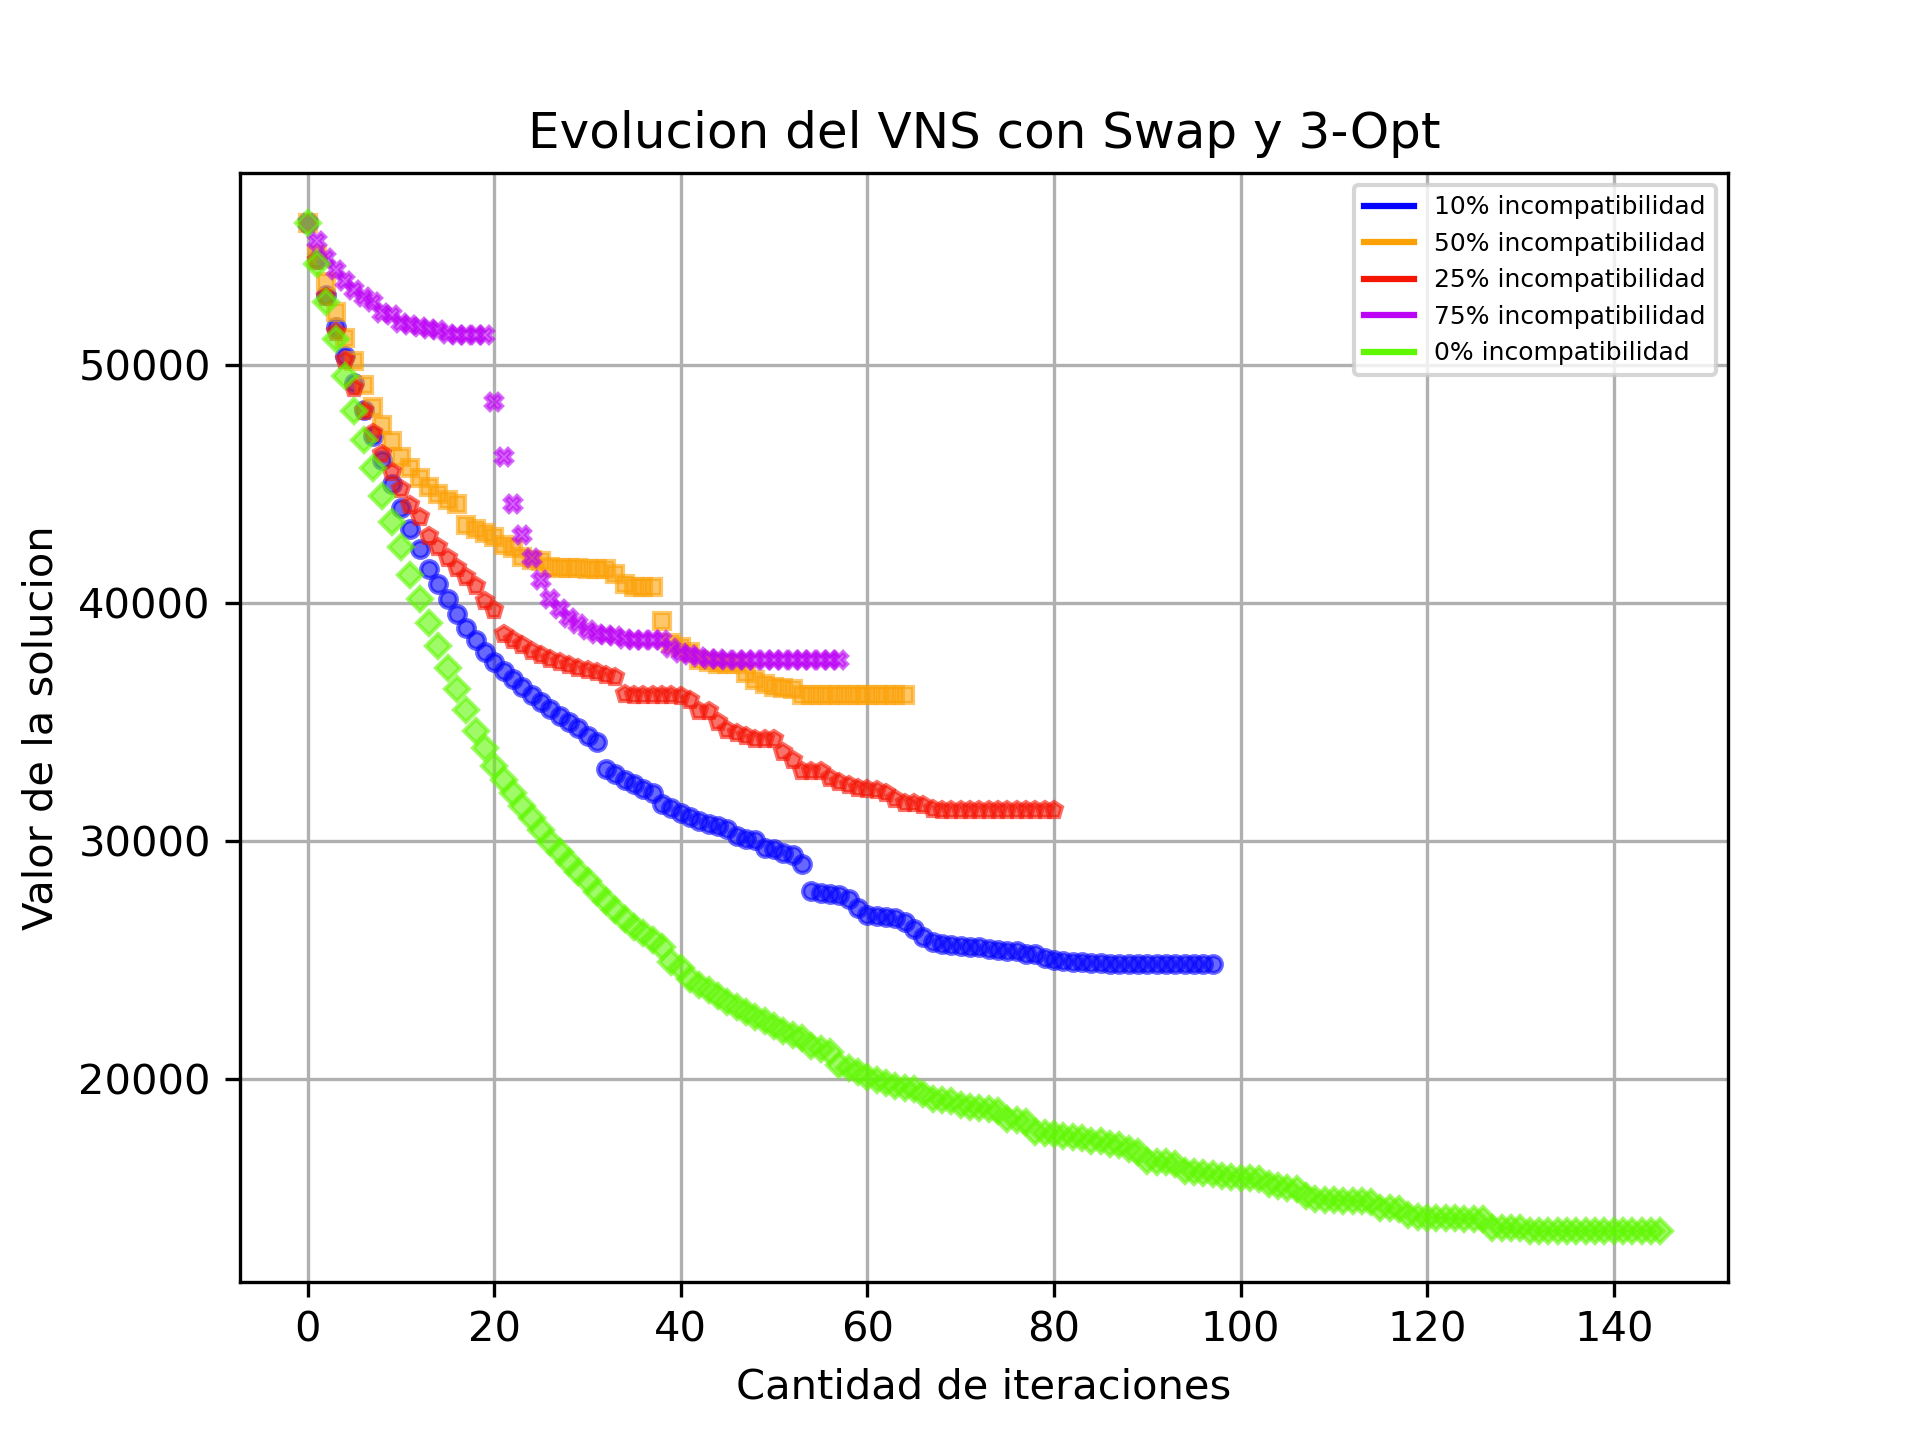 Evolucion del VNS con Swap y 3-Opt
10% incompatibilidad
50% incompatibilidad
25% incompatibilidad
75% incompatibilidad
0% incompatibilidad
Valor de la solucion
50000
40000
30000
20000
0 20 40 60 80 100 120 140
Cantidad de iteraciones